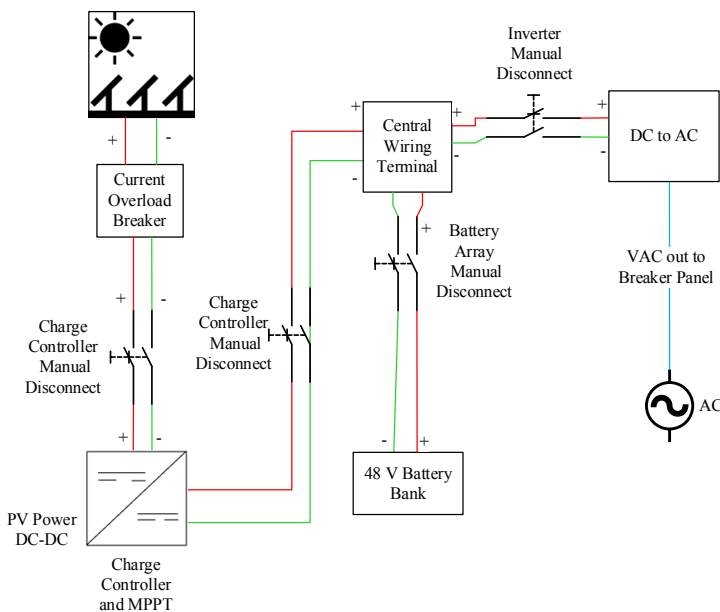 +
-
Current
Overload
Breaker
+
-
Charge
Controller
Manual
Disconnect
+
-
PV Power
DC-DC
Charge
Controller
and MPPT
Charge
Controller
Manual
Disconnect
+
-
Central
Wiring
Terminal
+
-
Inverter
Manual
Disconnect
+
-
DC to AC
+
Battery
Array
Manual
Disconnect
-
+
48 V Battery
Bank
VAC out to
Breaker Panel
AC